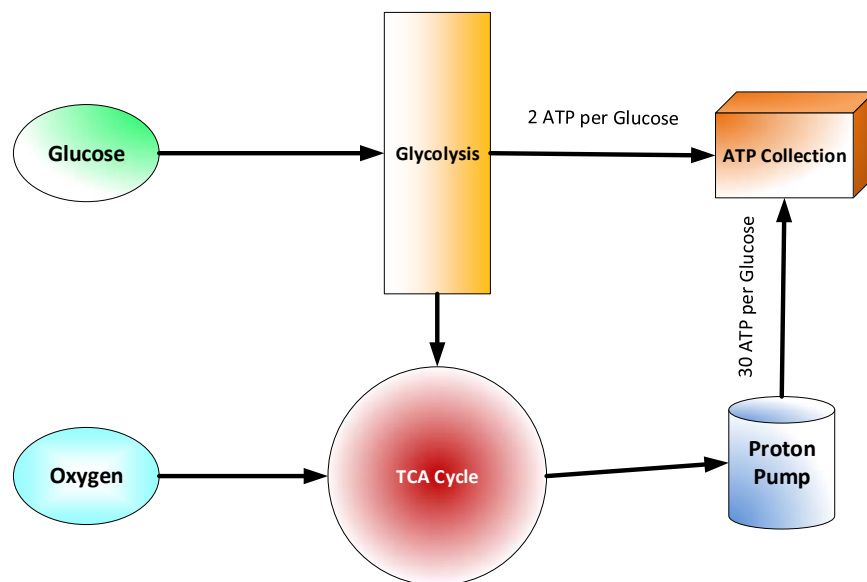 2 ATP per Glucose
Glucose
Glycolysis
ATP Collection
30 ATP per Glucose
Oxygen
TCA Cycle
Proton
Pump